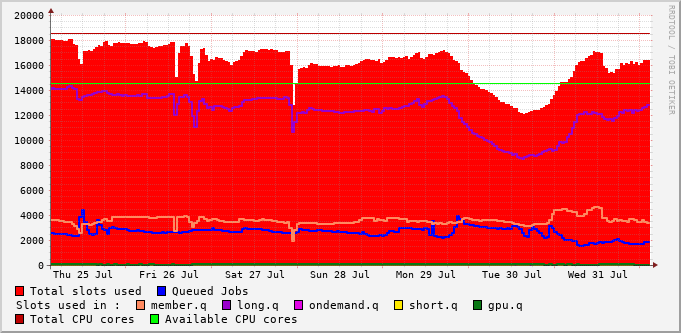 20000
18000
16000
14000
12000
10000
8000
6000
4000
2000
0
Thu 25 Jul Fri 26 Jul Sat 27 Jul Sun 28 Jul Mon 29 Jul Tue 30 Jul Wed 31 Jul
Total slots used Queued Jobs
Slots used in : member.q long.q ondemand.q short.q gpu.q
Total CPU cores Available CPU cores
RRDTOOL / TOBI OETIKER